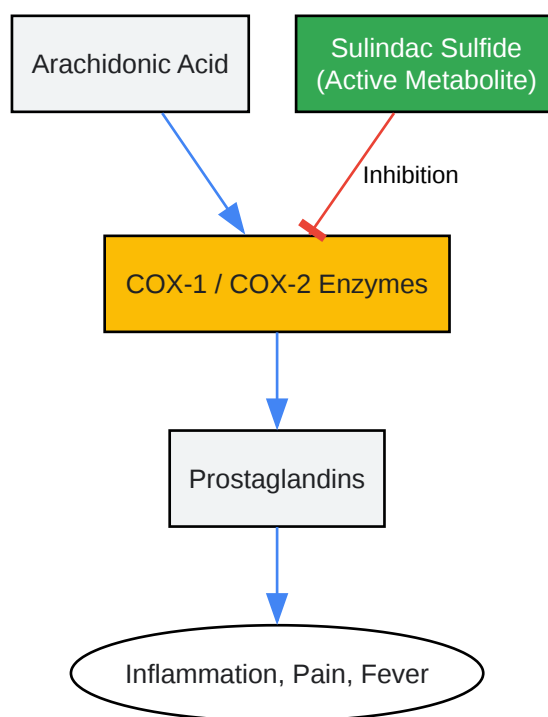 Arachidonic Acid
Sulindac Sulfide
(Active Metabolite)
Inhibition
COX-1 / COX-2 Enzymes
Prostaglandins
Inflammation, Pain, Fever